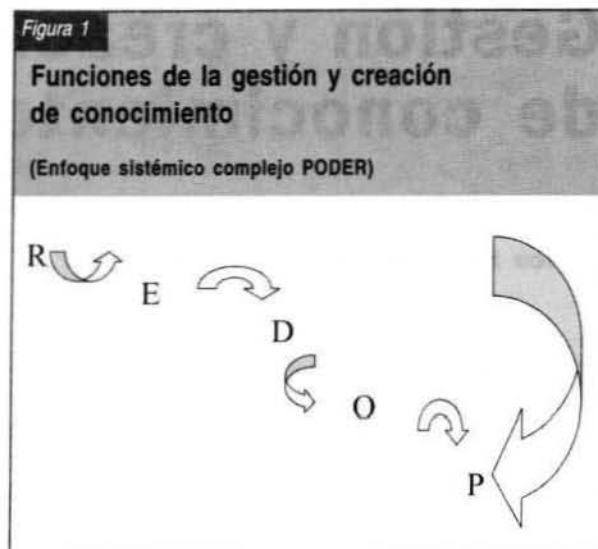 Figura 1
Funciones de la gestión y creación
de conocimiento
(Enfoque sistémico complejo PODER)
R
E
D
O
P